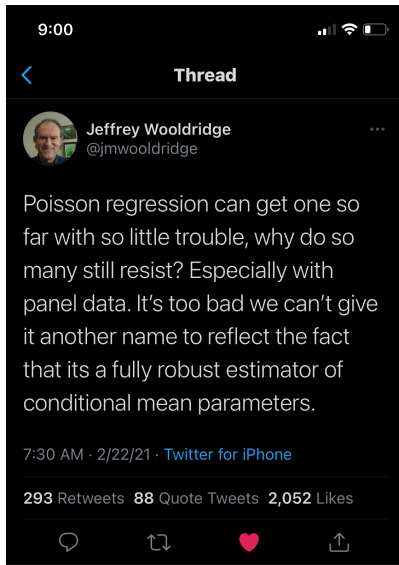 9:00
Thread
Jeffrey Wooldridge
@jmwooldridge
Poisson regression can get one so
far with so little trouble, why do so
many still resist? Especially with
panel data. It’s too bad we can’t give
it another name to reflect the fact
that its a fully robust estimator of
conditional mean parameters.
7:30 AM · 2/22/21 · Twitter for iPhone
293 Retweets 88 Quote Tweets 2,052 Likes